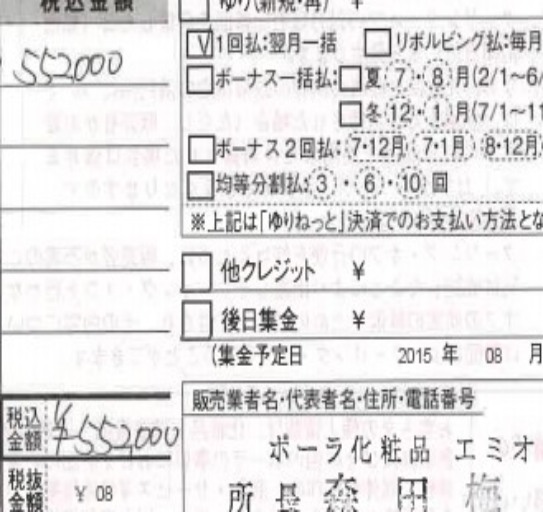 税込金額
ゆり(新規・再) ¥
552000
1回払:翌月一括 リボルビング払:毎月
ボーナス一括払: 夏(7)・(8)月(2/1~6/
冬(12)・(1)月(7/1~11
ボーナス2回払:(7・12月)(7・1月)(8・12月)
均等分割払:(3)・(6)・(10)回
※上記は「ゆりねっと」決済でのお支払い方法とな
他クレジット ¥
後日集金 ¥
(集金予定日 2015 年 08 月
販売業者名・代表者名・住所・電話番号
税込金額 ¥552,000
ポーラ化粧品 エミオ
税抜金額 ¥ 08
所長 森田 梅